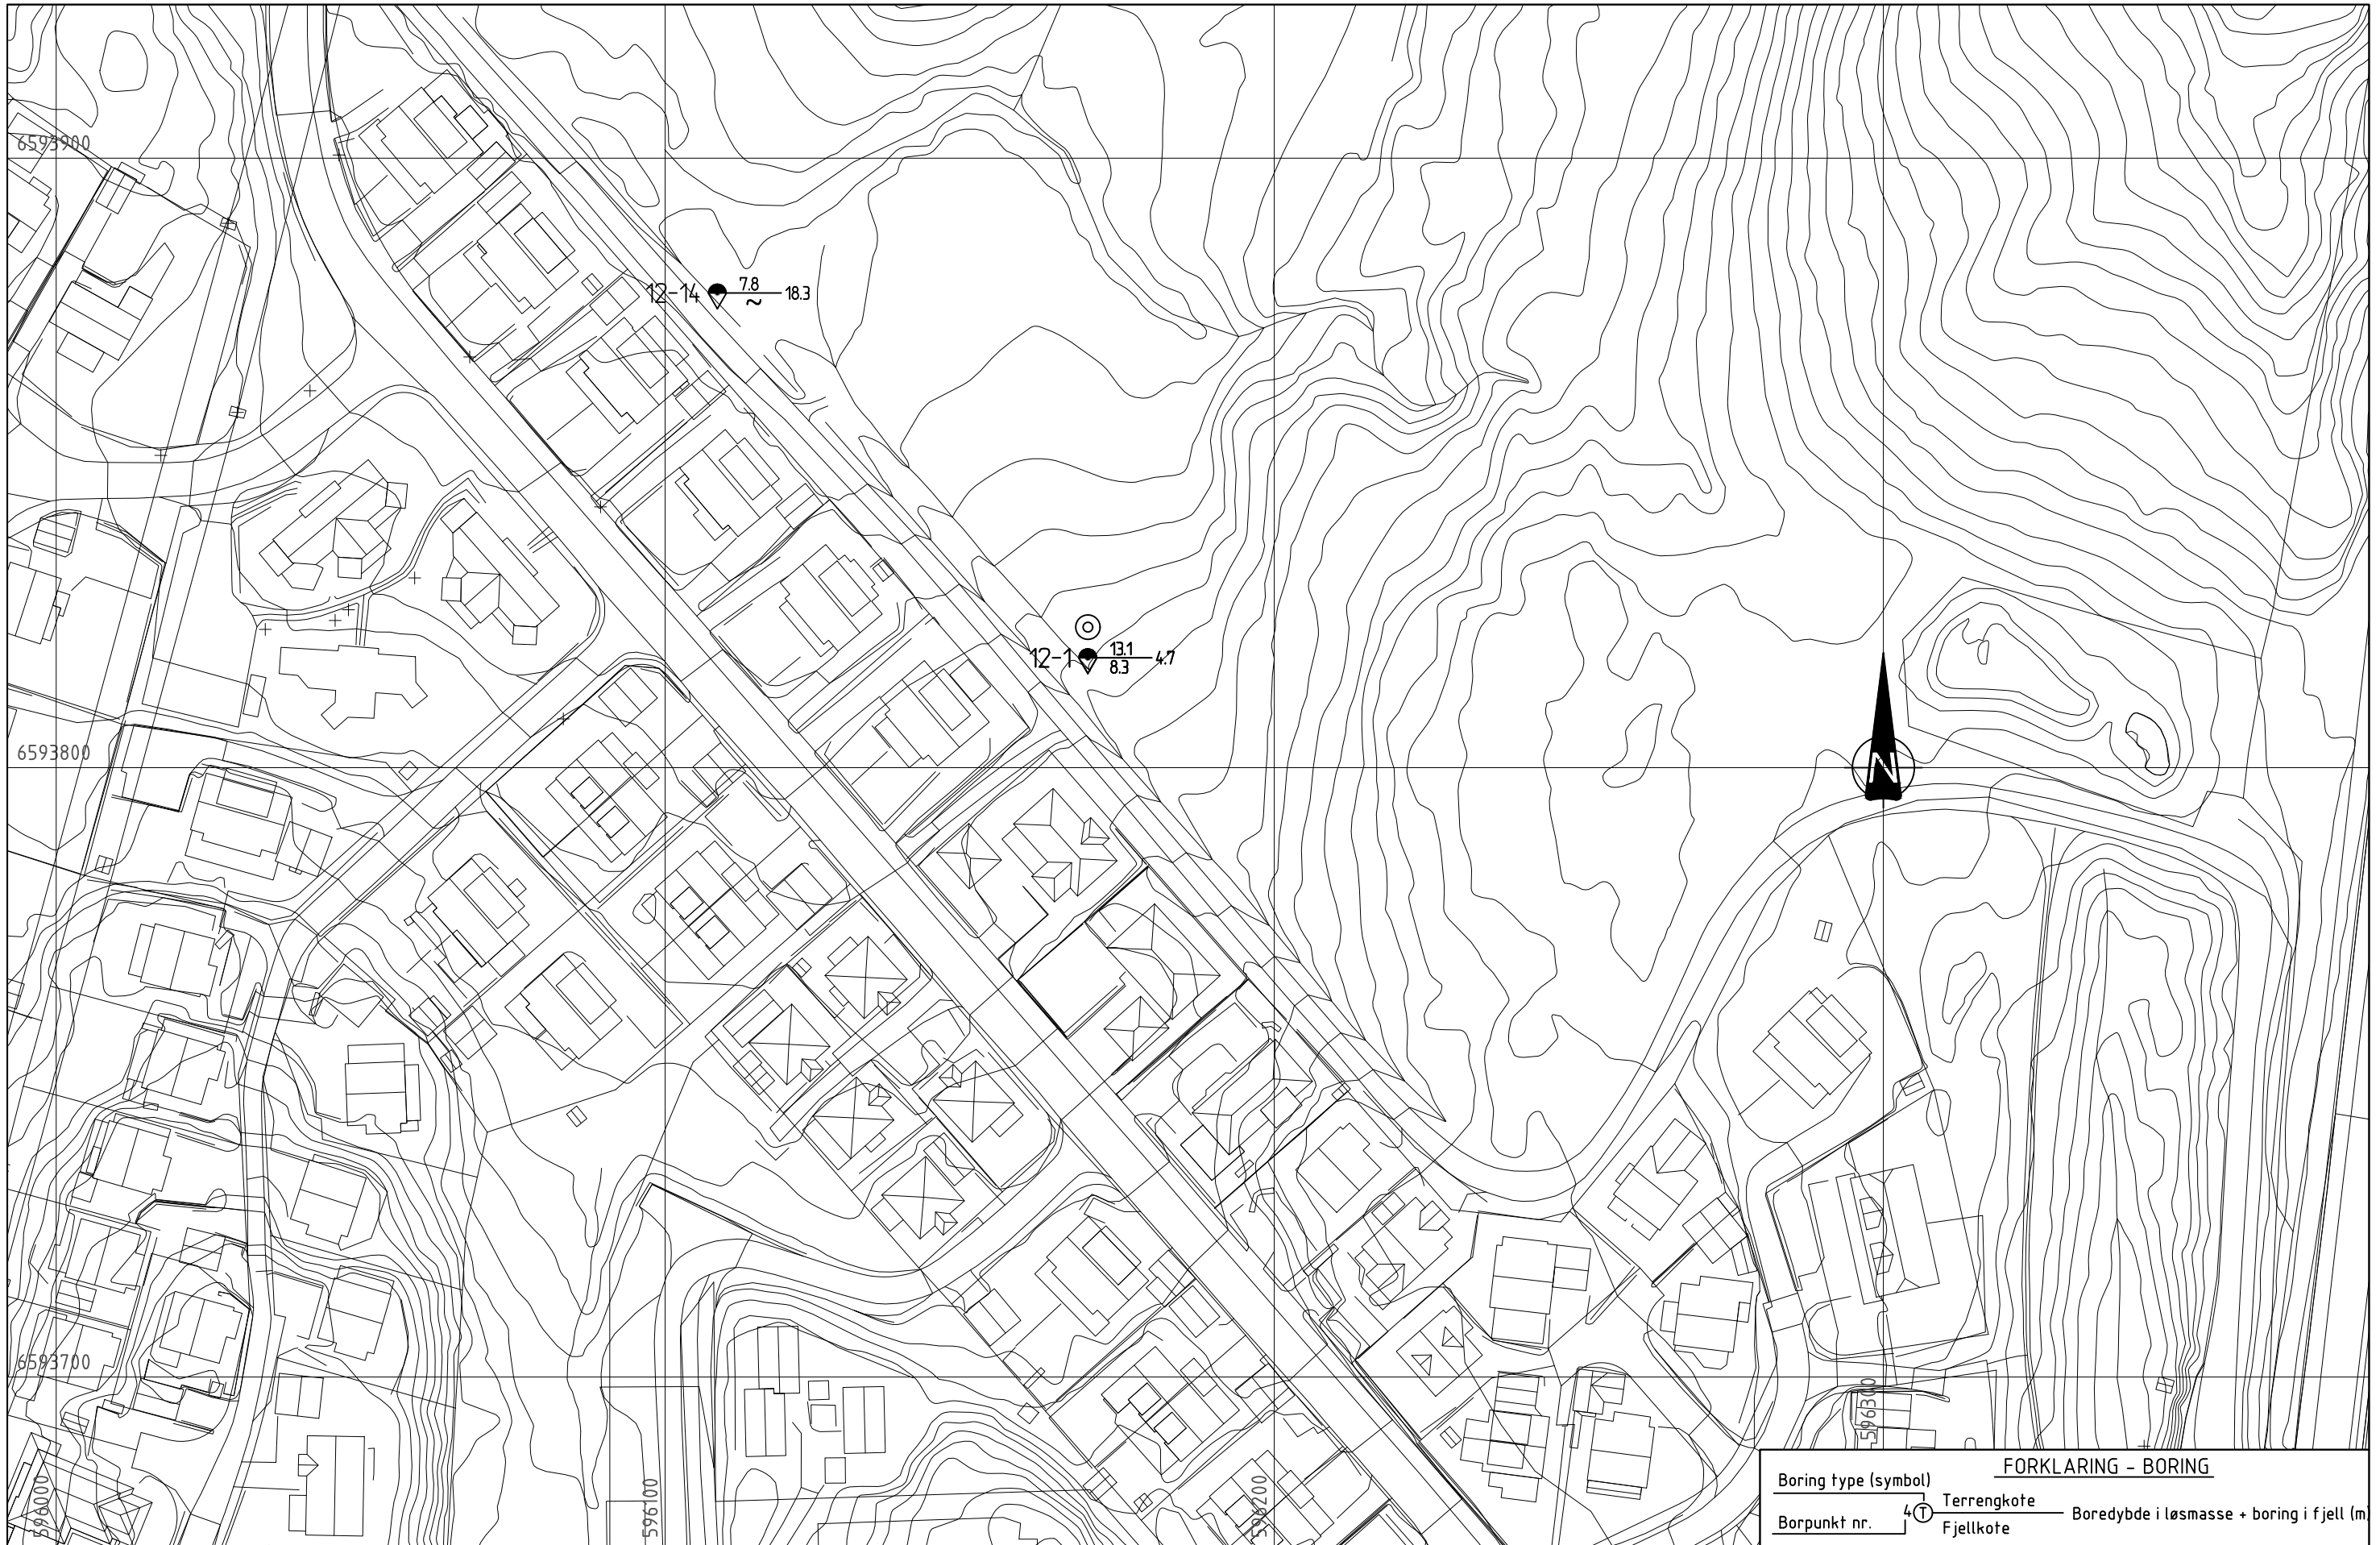 6593900
12-14 7.8 18.3
~
12-1 13.1 4.7
8.3
6593800
N
6593700
596000
596100
596200
596300
FORKLARING - BORING
Boring type (symbol)
4 T Terrengkote Boredybde i løsmasse + boring i fjell (m
Borpunkt nr. Fjellkote